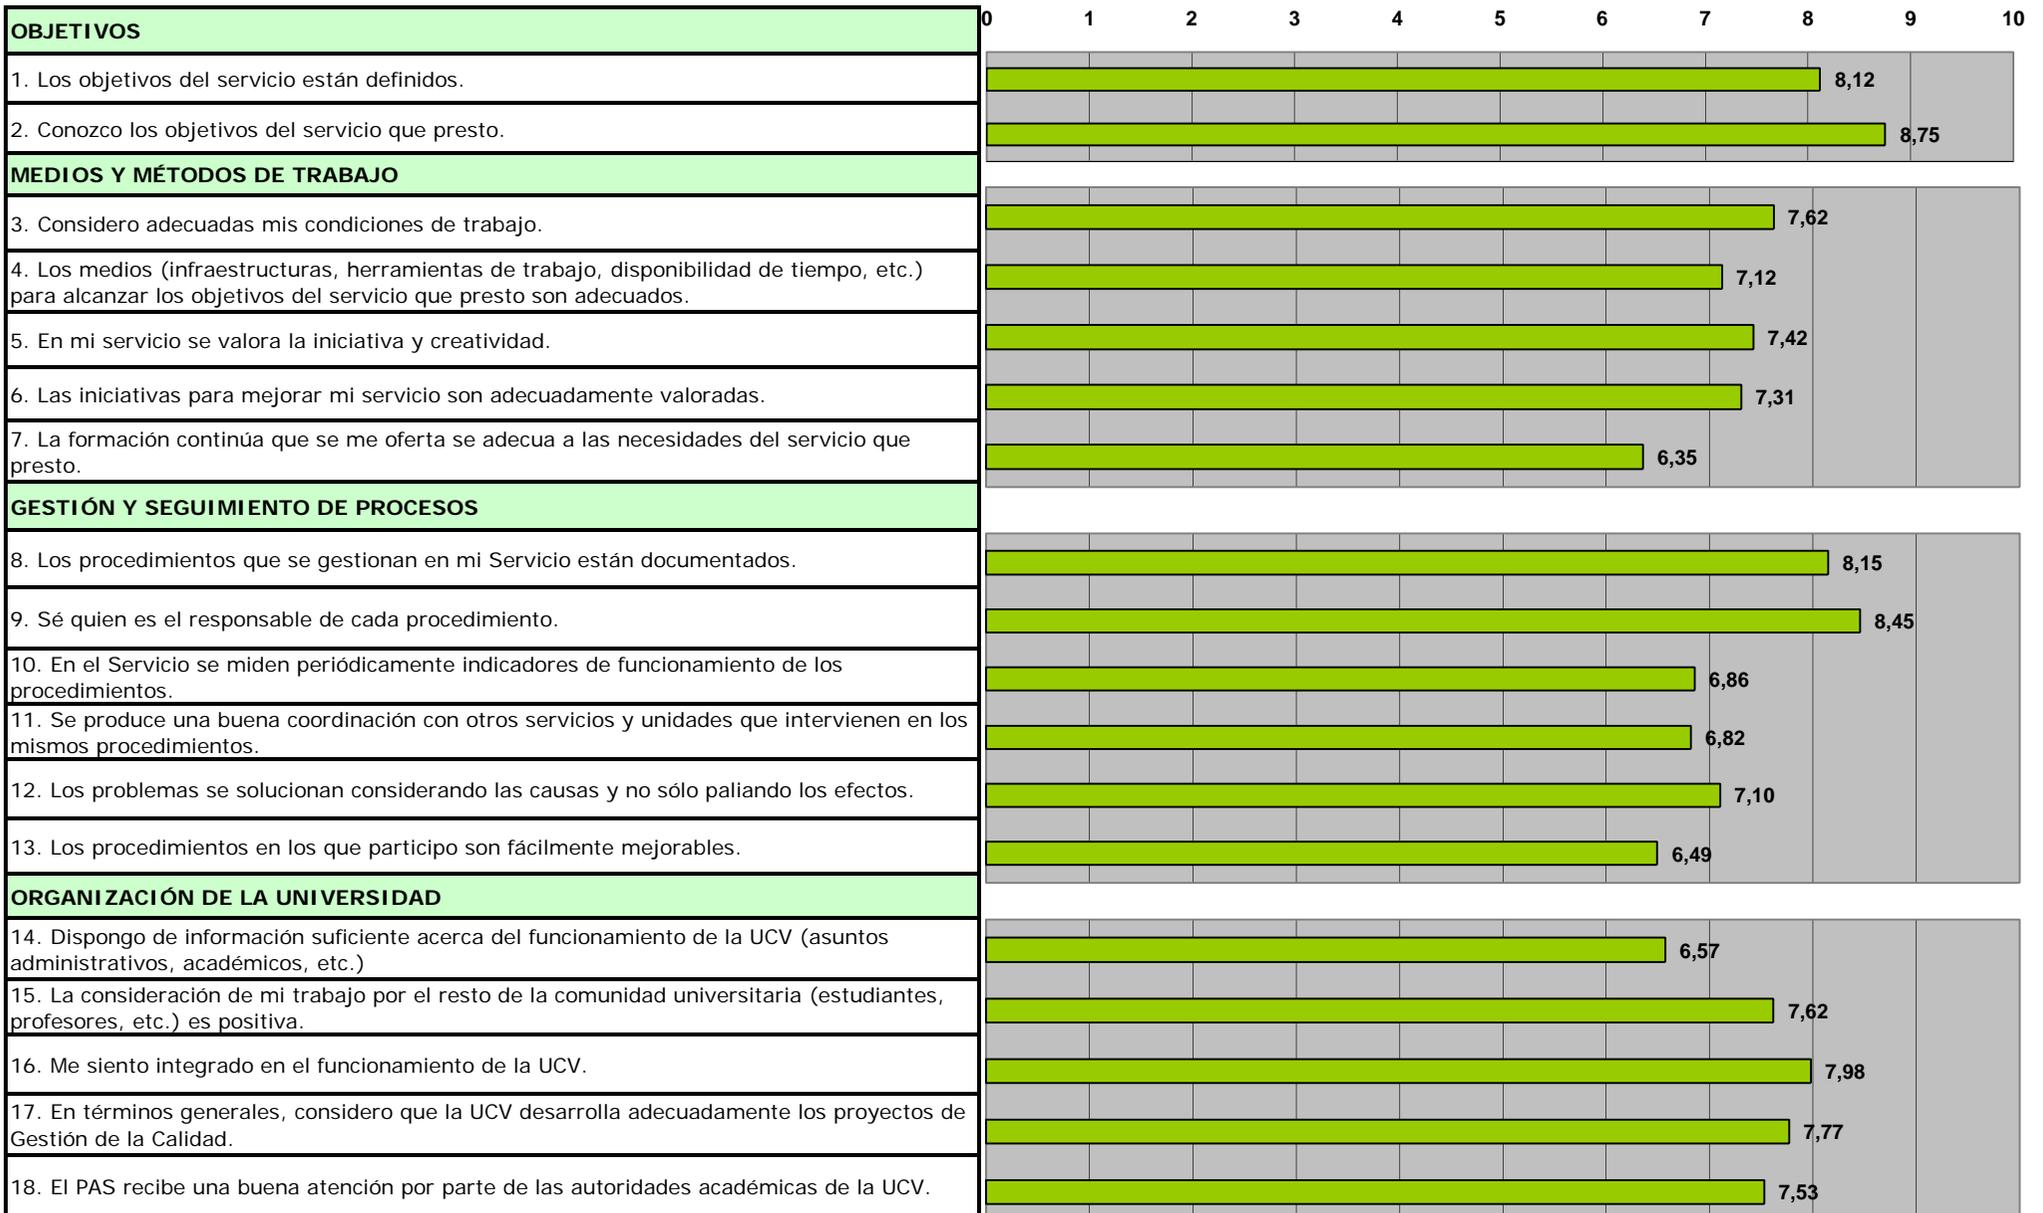 0 1 2 3 4 5 6 7 8 9 10
OBJETIVOS
1. Los objetivos del servicio están definidos.
8,12
2. Conozco los objetivos del servicio que presto.
8,75
MEDIOS Y MÉTODOS DE TRABAJO
3. Considero adecuadas mis condiciones de trabajo.
7,62
4. Los medios (infraestructuras, herramientas de trabajo, disponibilidad de tiempo, etc.)
para alcanzar los objetivos del servicio que presto son adecuados.
7,12
5. En mi servicio se valora la iniciativa y creatividad.
7,42
6. Las iniciativas para mejorar mi servicio son adecuadamente valoradas.
7,31
7. La formación continúa que se me oferta se adecua a las necesidades del servicio que
presto.
6,35
GESTIÓN Y SEGUIMIENTO DE PROCESOS
8. Los procedimientos que se gestionan en mi Servicio están documentados.
8,15
9. Sé quien es el responsable de cada procedimiento.
8,45
10. En el Servicio se miden periódicamente indicadores de funcionamiento de los
procedimientos.
6,86
11. Se produce una buena coordinación con otros servicios y unidades que intervienen en los
mismos procedimientos.
6,82
12. Los problemas se solucionan considerando las causas y no sólo paliando los efectos.
7,10
13. Los procedimientos en los que participo son fácilmente mejorables.
6,49
ORGANIZACIÓN DE LA UNIVERSIDAD
14. Dispongo de información suficiente acerca del funcionamiento de la UCV (asuntos
administrativos, académicos, etc.)
6,57
15. La consideración de mi trabajo por el resto de la comunidad universitaria (estudiantes,
profesores, etc.) es positiva.
7,62
16. Me siento integrado en el funcionamiento de la UCV.
7,98
17. En términos generales, considero que la UCV desarrolla adecuadamente los proyectos de
Gestión de la Calidad.
7,77
18. El PAS recibe una buena atención por parte de las autoridades académicas de la UCV.
7,53